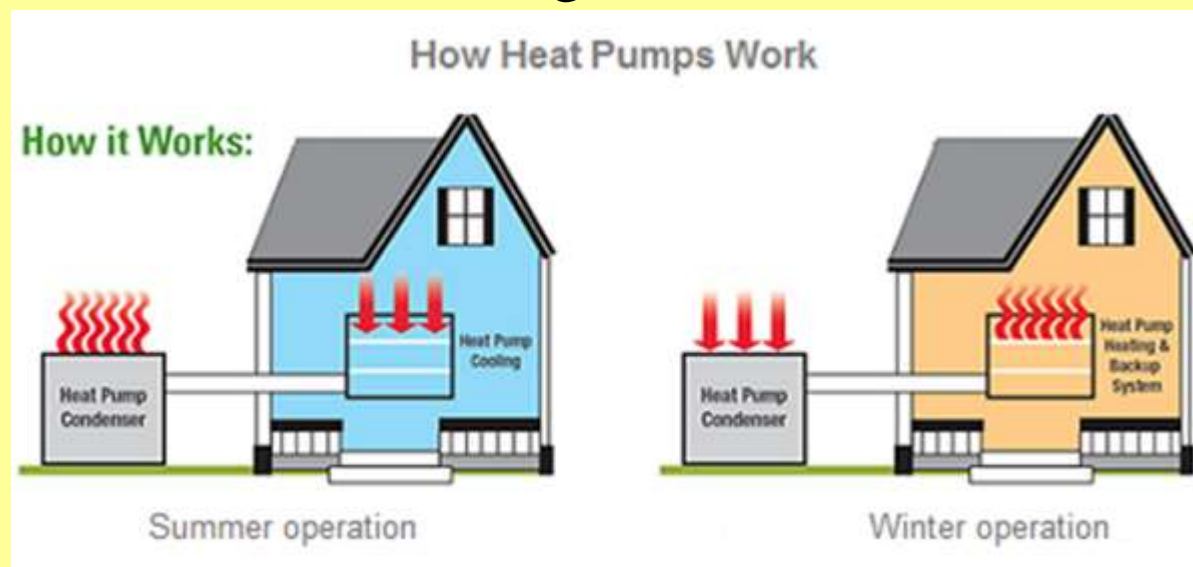 How Heat Pumps Work
How it Works:
Heat Pump
Cooling
Heat Pump
Condenser
Summer operation
Heat Pump
Heating &
Backup
System
Heat Pump
Condenser
Winter operation